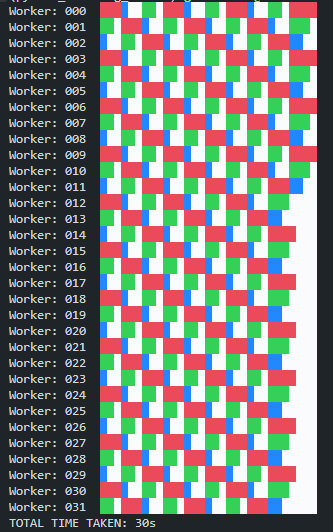 Worker: 000
Worker: 001
Worker: 002
Worker: 003
Worker: 004
Worker: 005
Worker: 006
Worker: 007
Worker: 008
Worker: 009
Worker: 010
Worker: 011
Worker: 012
Worker: 013
Worker: 014
Worker: 015
Worker: 016
Worker: 017
Worker: 018
Worker: 019
Worker: 020
Worker: 021
Worker: 022
Worker: 023
Worker: 024
Worker: 025
Worker: 026
Worker: 027
Worker: 028
Worker: 029
Worker: 030
Worker: 031
TOTAL TIME TAKEN: 30s